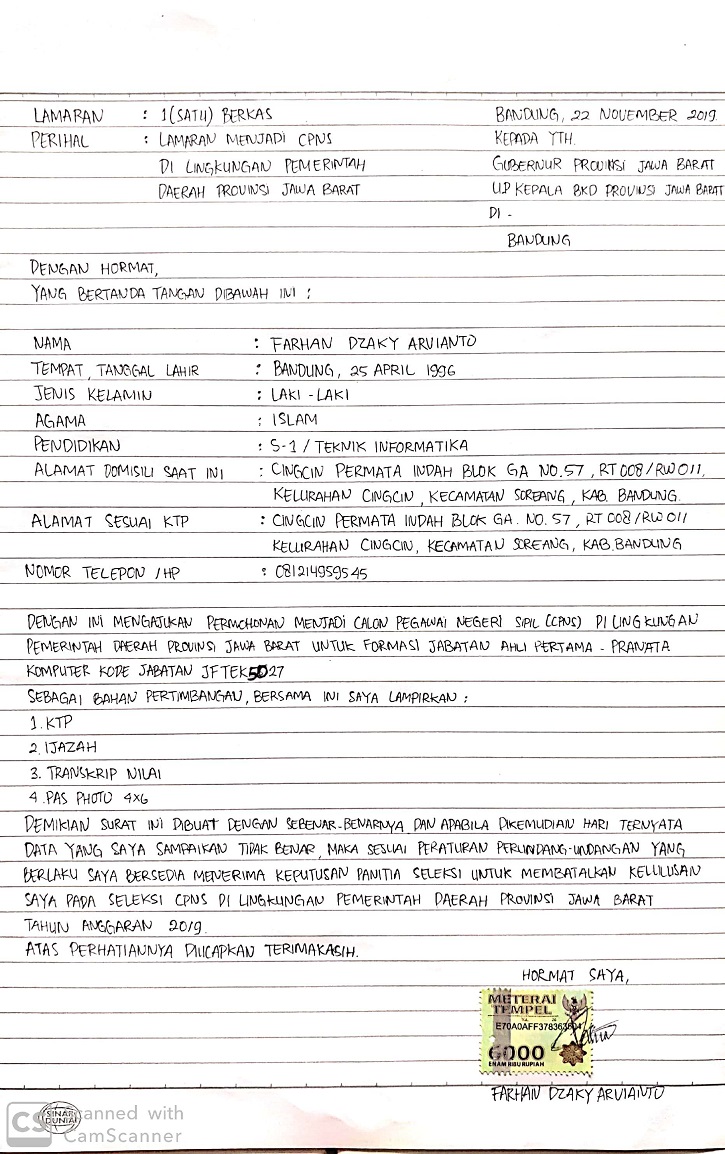 LAMARAN : 1(SATU) BERKAS BANDUNG, 22 NOVEMBER 2019.
PERIHAL : LAMARAN MENJADI CPNS KEPADA YTH.
DI LINGKUNGAN PEMERINTAH GUBERNUR PROVINSI JAWA BARAT
DAERAH PROVINSI JAWA BARAT U.P KEPALA BKD PROVINSI JAWA BARAT
DI -
BANDUNG
DENGAN HORMAT,
YANG BERTANDA TANGAN DIBAWAH INI :
NAMA : FARHAN DZAKY ARVIANTO
TEMPAT, TANGGAL LAHIR : BANDUNG, 25 APRIL 1996
JENIS KELAMIN : LAKI - LAKI
AGAMA : ISLAM
PENDIDIKAN : S-1 / TEKNIK INFORMATIKA
ALAMAT DOMISILI SAAT INI : CINGCIN PERMATA INDAH BLOK GA NO.57, RT 008/RW 011,
KELURAHAN CINGCIN, KECAMATAN SOREANG, KAB. BANDUNG.
ALAMAT SESUAI KTP : CINGCIN PERMATA INDAH BLOK GA. NO. 57, RT 008/RW 011
KELURAHAN CINGCIN, KECAMATAN SOREANG, KAB.BANDUNG
NOMOR TELEPON /HP : 081214959545
DENGAN INI MENGAJUKAN PERMOHONAN MENJADI CALON PEGAWAI NEGERI SIPIL (CPNS) DI LINGKUNGAN
PEMERINTAH DAERAH PROVINSI JAWA BARAT UNTUK FORMASI JABATAN AHLI PERTAMA - PRANATA
KOMPUTER KODE JABATAN JFTEK5027
SEBAGAI BAHAN PERTIMBANGAN, BERSAMA INI SAYA LAMPIRKAN :
1. KTP
2. IJAZAH
3. TRANSKRIP NILAI
4. PAS PHOTO 4X6
DEMIKIAN SURAT INI DIBUAT DENGAN SEBENAR-BENARNYA DAN APABILA DIKEMUDIAN HARI TERNYATA
DATA YANG SAYA SAMPAIKAN TIDAK BENAR, MAKA SESUAI PERATURAN PERUNDANG-UNDANGAN YANG
BERLAKU SAYA BERSEDIA MENERIMA KEPUTUSAN PANITIA SELEKSI UNTUK MEMBATALKAN KELULUSAN
SAYA PADA SELEKSI CPNS DI LINGKUNGAN PEMERINTAH DAERAH PROVINSI JAWA BARAT
TAHUN ANGGARAN 2019.
ATAS PERHATIANNYA DIUCAPKAN TERIMAKASIH.
HORMAT SAYA,
METERAI
TEMPEL
6000
ENAM RIBU RUPIAH
FARHAN DZAKY ARVIANTO
SINAR
DUNIA
CS canned with
CamScanner